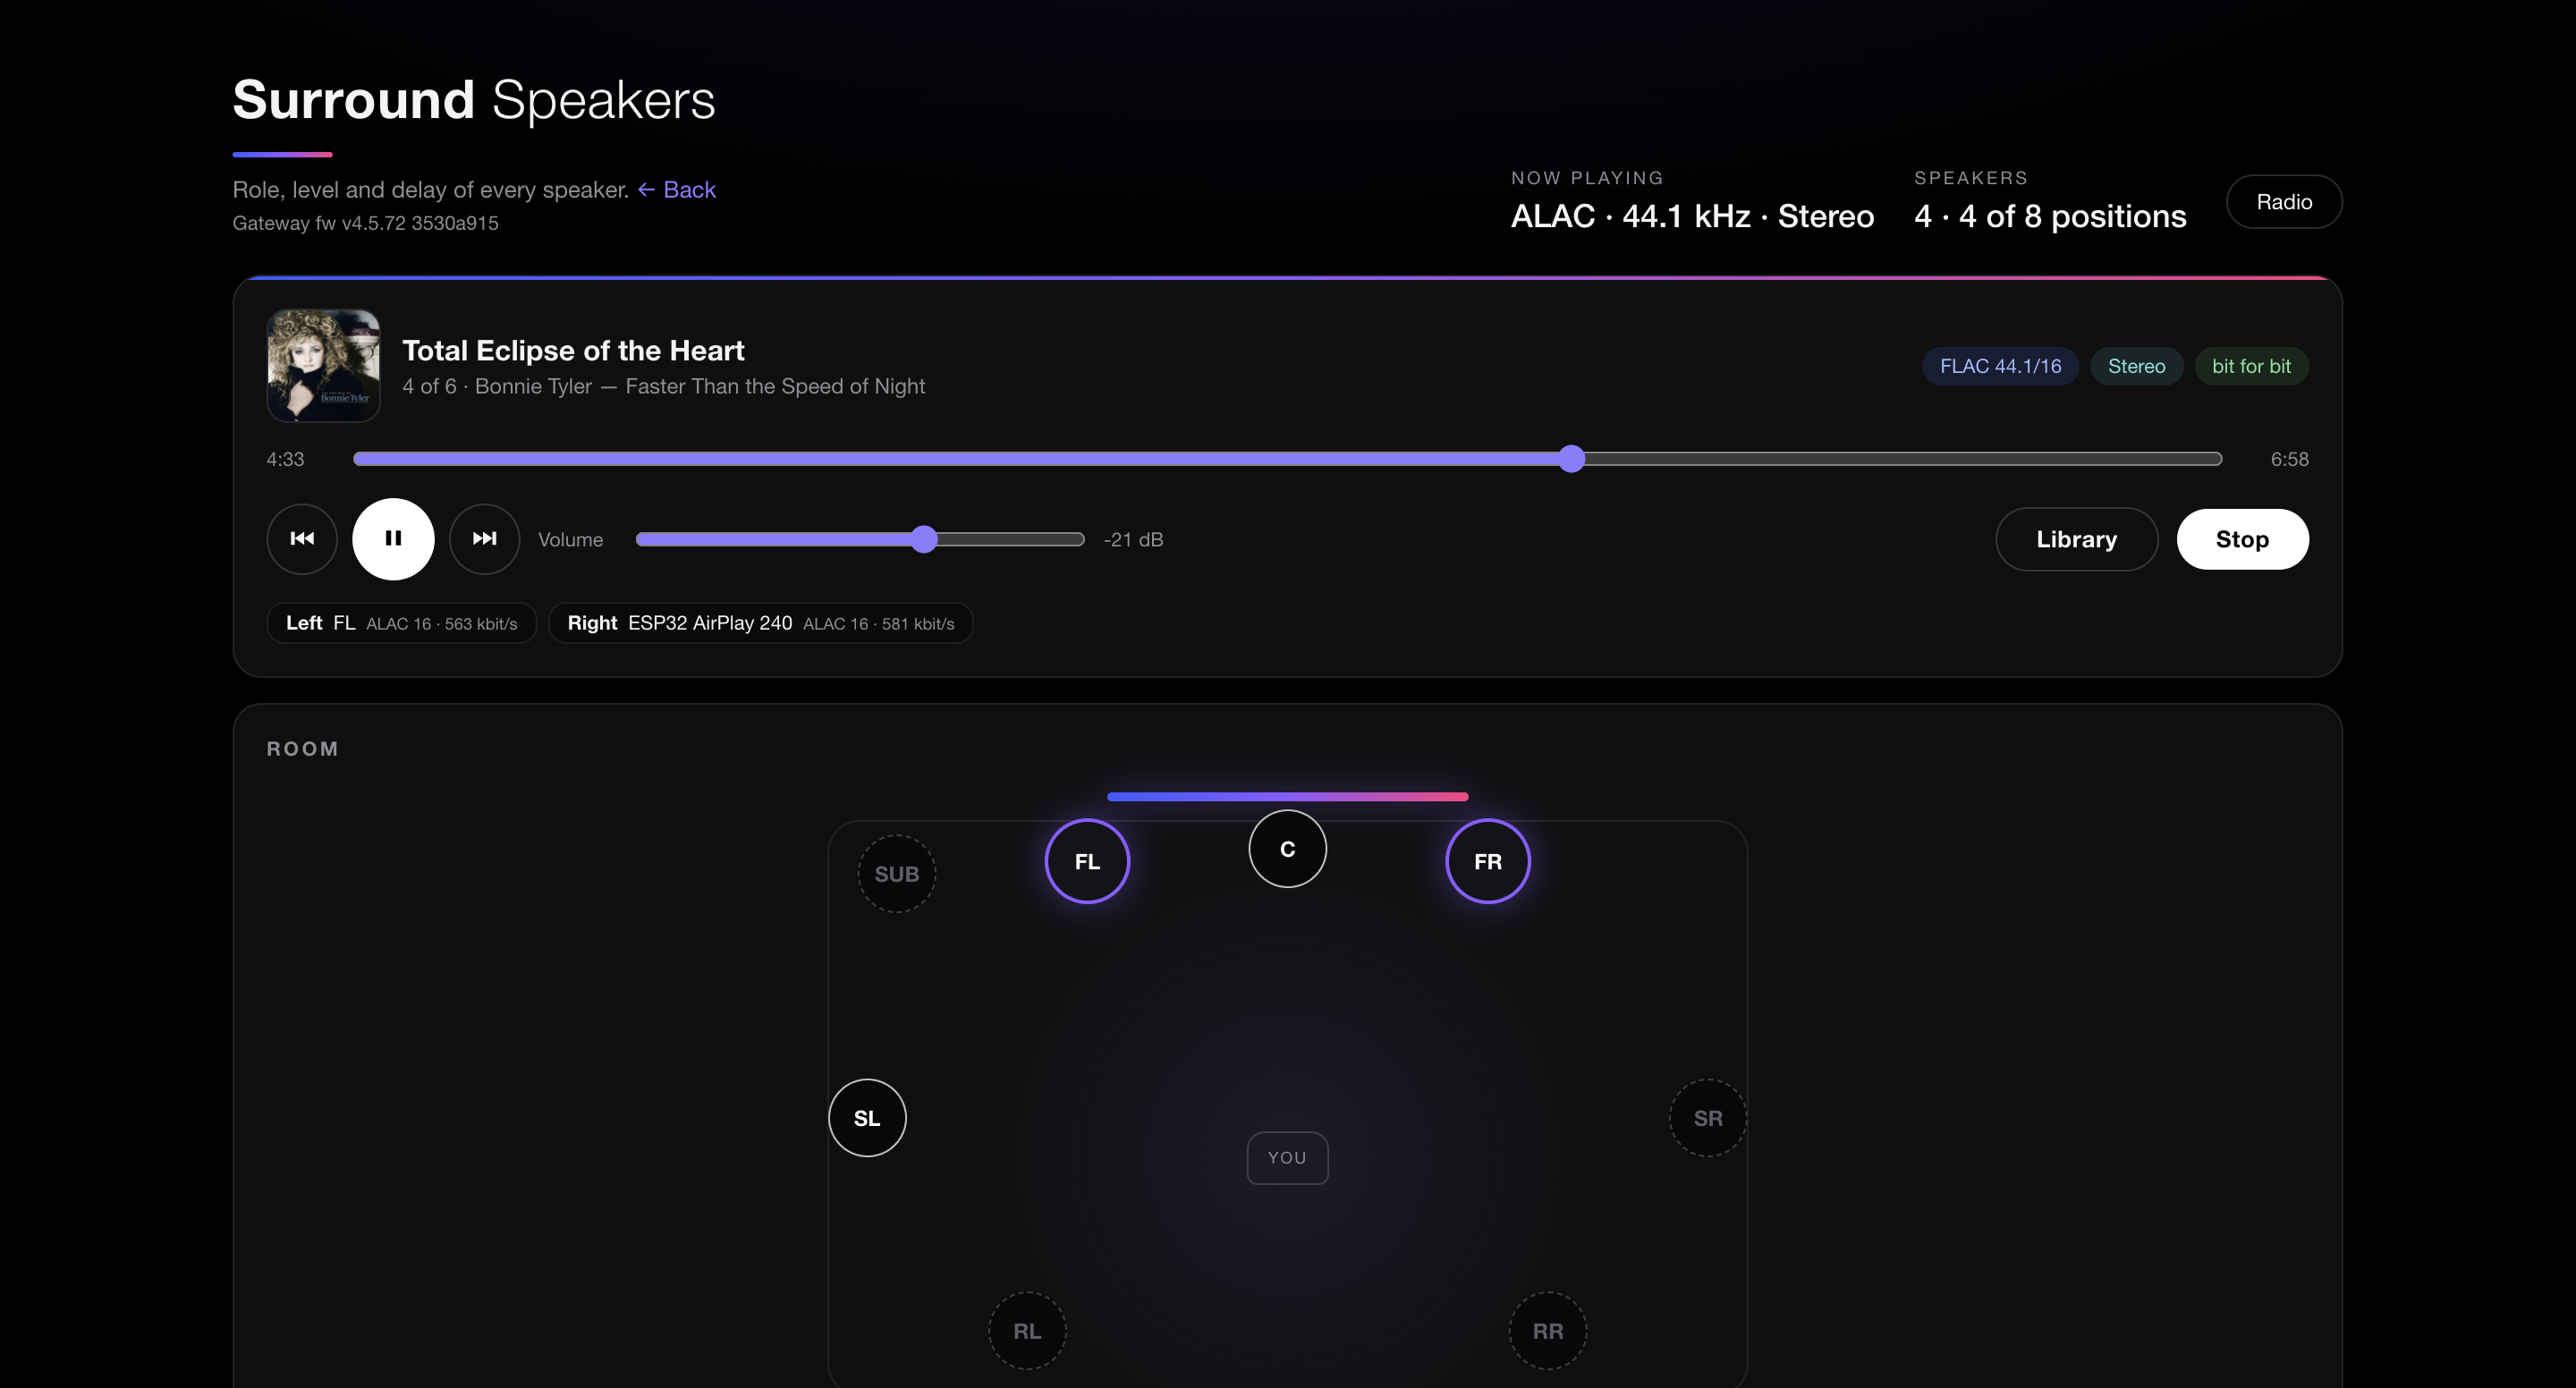 Surround Speakers
Role, level and delay of every speaker. ← Back
Gateway fw v4.5.72 3530a915
NOW PLAYING
ALAC · 44.1 kHz · Stereo
SPEAKERS
4 · 4 of 8 positions
Radio
Bonnie Tyler
Total Eclipse of the Heart
4 of 6 · Bonnie Tyler — Faster Than the Speed of Night
FLAC 44.1/16
Stereo
bit for bit
4:33
6:58
Volume
-21 dB
Library
Stop
Left FL ALAC 16 · 563 kbit/s
Right ESP32 AirPlay 240 ALAC 16 · 581 kbit/s
ROOM
SUB
FL
C
FR
SL
SR
YOU
RL
RR